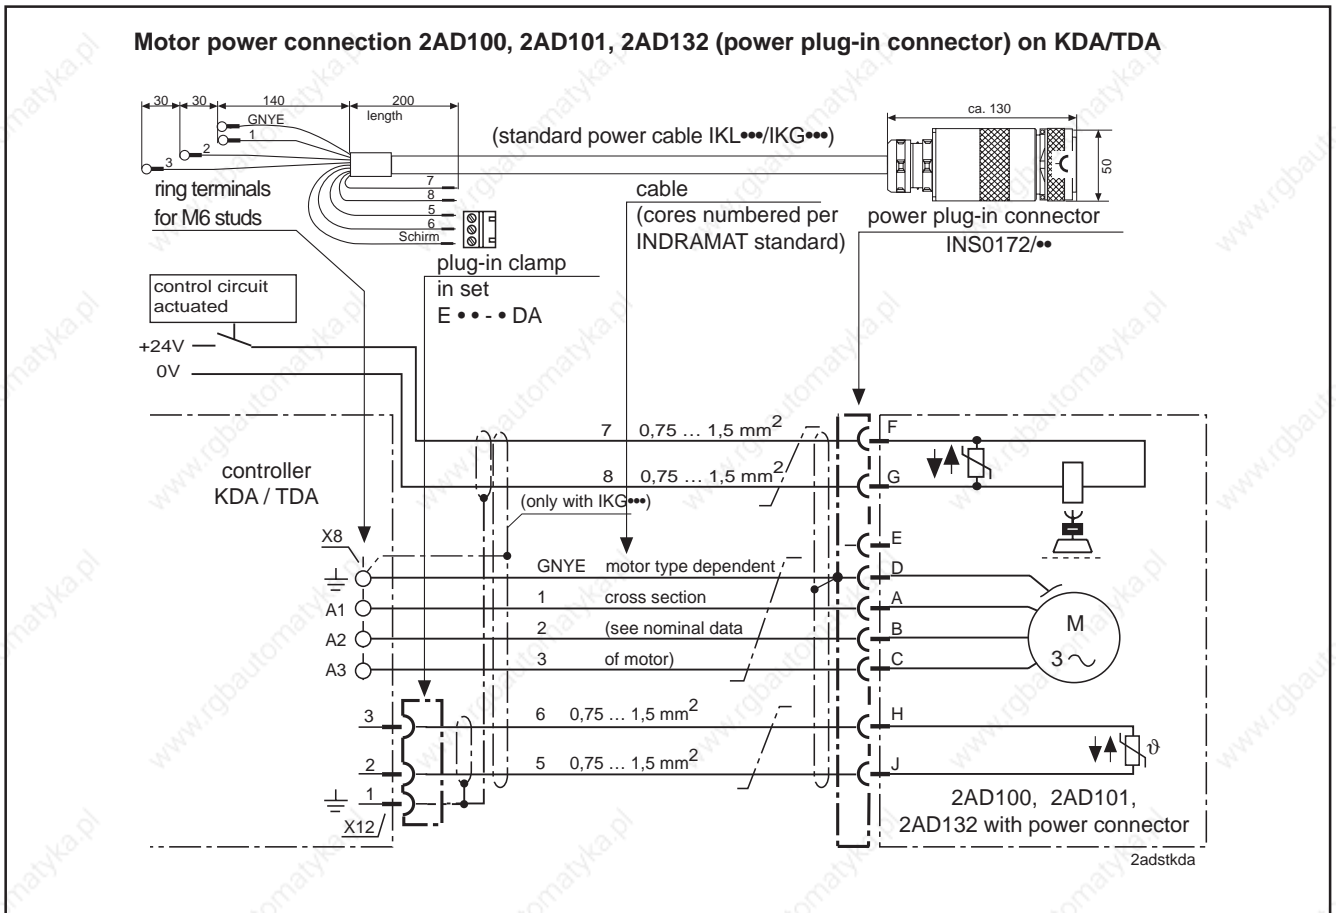 Motor power connection 2AD100, 2AD101, 2AD132 (power plug-in connector) on KDA/TDA
30 30 140 200
length
GNYE
1
2
3
(standard power cable IKL•••/IKG•••)
ca. 130
50
7
8
5
6
Schirm
ring terminals
for M6 studs
cable
(cores numbered per
INDRAMAT standard)
power plug-in connector
INS0172/••
plug-in clamp
in set
E • • - • DA
control circuit
actuated
+24V
0V
controller
KDA / TDA
7 0,75 ... 1,5 mm2
F
8 0,75 ... 1,5 mm2
G
(only with IKG•••)
X8
E
GNYE motor type dependent
D
A1 1 cross section
A
A2 2 (see nominal data
B
A3 3 of motor)
C
M
3
3 6 0,75 ... 1,5 mm2
H
2 5 0,75 ... 1,5 mm2
J
ϑ
1
X12
2AD100, 2AD101,
2AD132 with power connector
2adstkda
www.rgbautomatyka.pl